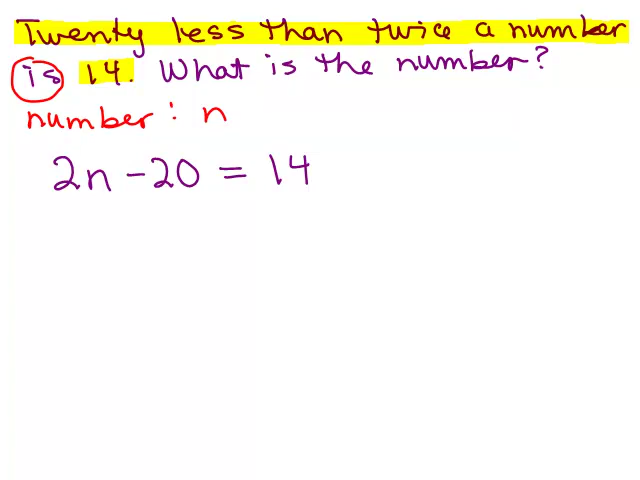 Twenty less than twice a number
is 14. What is the number?
number: n
2n - 20 = 14